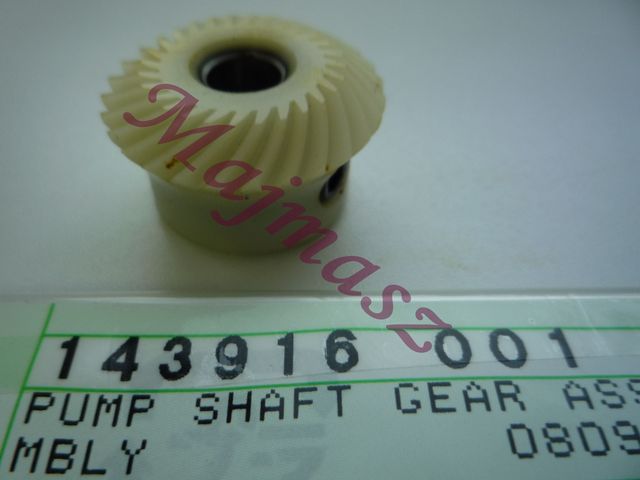 Majmasz
143916 001
PUMP SHAFT GEAR ASS
MBLY 0809